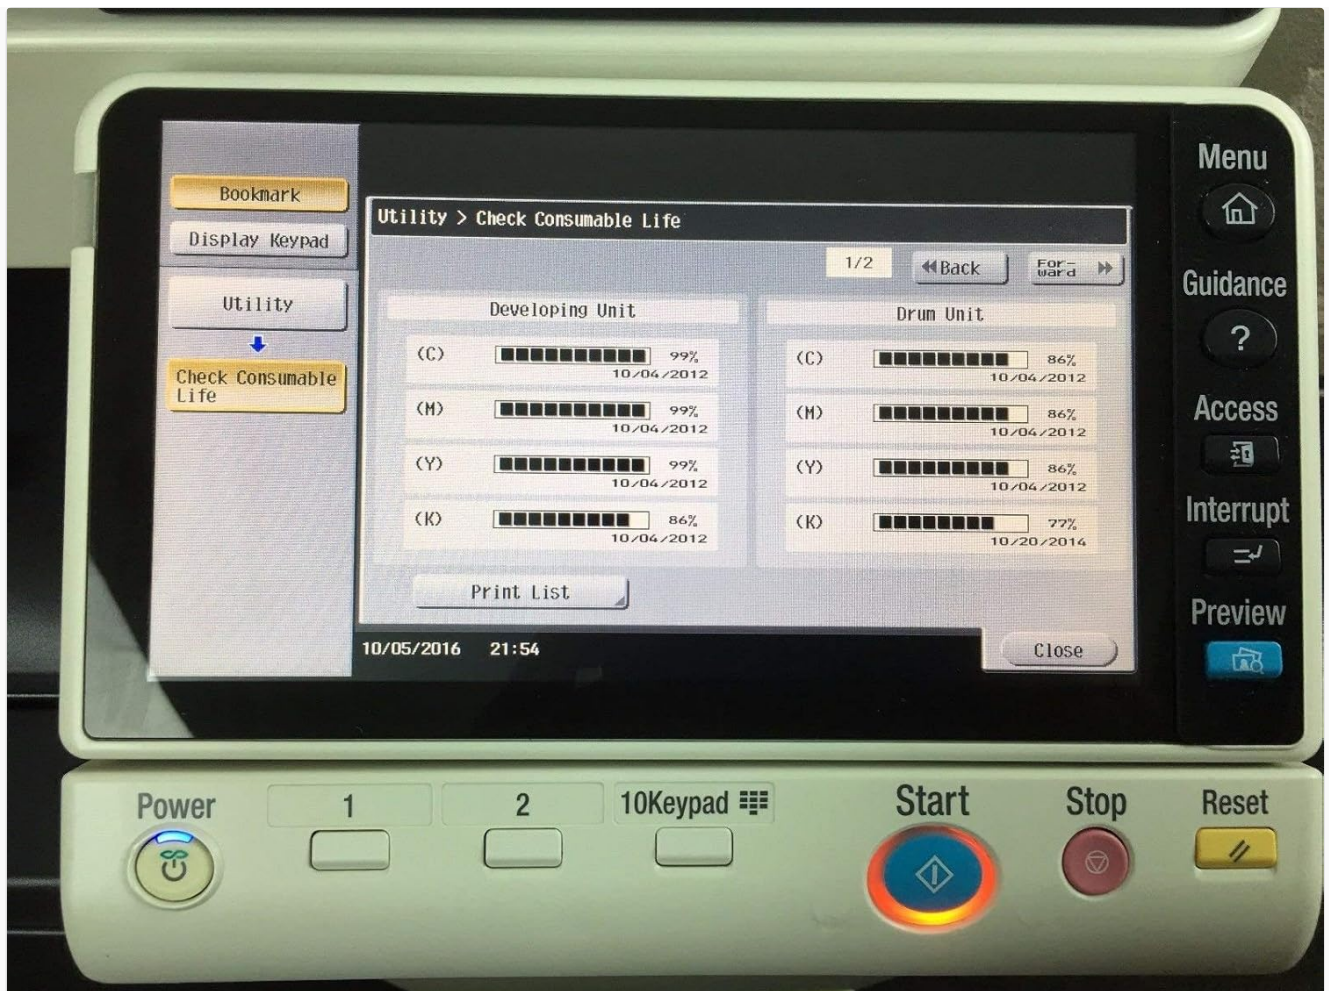 Bookmark
Display Keypad
Utility
Check Consumable
Life
Utility > Check Consumable Life
1/2
Back
For-
ward
Developing Unit
(C) 99%
10/04/2012
(M) 99%
10/04/2012
(Y) 99%
10/04/2012
(K) 86%
10/04/2012
Drum Unit
(C) 86%
10/04/2012
(M) 86%
10/04/2012
(Y) 86%
10/04/2012
(K) 77%
10/20/2014
Print List
10/05/2016 21:54
Close
Menu
Guidance
?
Access
Interrupt
Preview
Power
1
2
10Keypad
Start
Stop
Reset